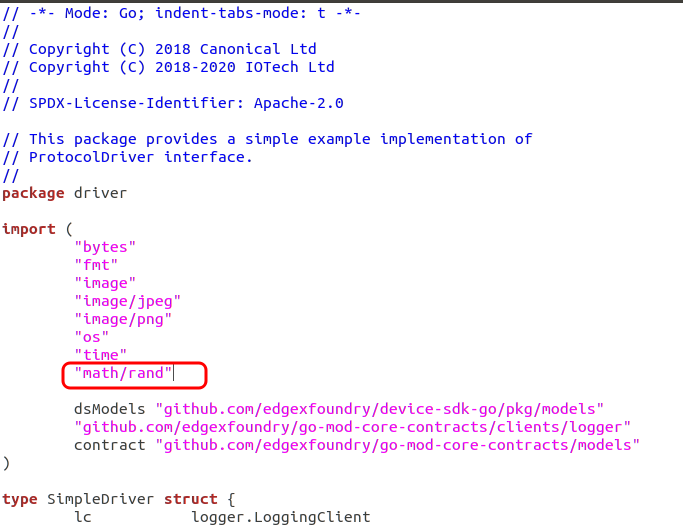 // -*- Mode: Go; indent-tabs-mode: t -*-
//
// Copyright (C) 2018 Canonical Ltd
// Copyright (C) 2018-2020 IOTech Ltd
//
// SPDX-License-Identifier: Apache-2.0

// This package provides a simple example implementation of
// ProtocolDriver interface.
//
package driver

import (
        "bytes"
        "fmt"
        "image"
        "image/jpeg"
        "image/png"
        "os"
        "time"
        "math/rand"

        dsModels "github.com/edgexfoundry/device-sdk-go/pkg/models"
        "github.com/edgexfoundry/go-mod-core-contracts/clients/logger"
        contract "github.com/edgexfoundry/go-mod-core-contracts/models"
)

type SimpleDriver struct {
        lc           logger.LoggingClient